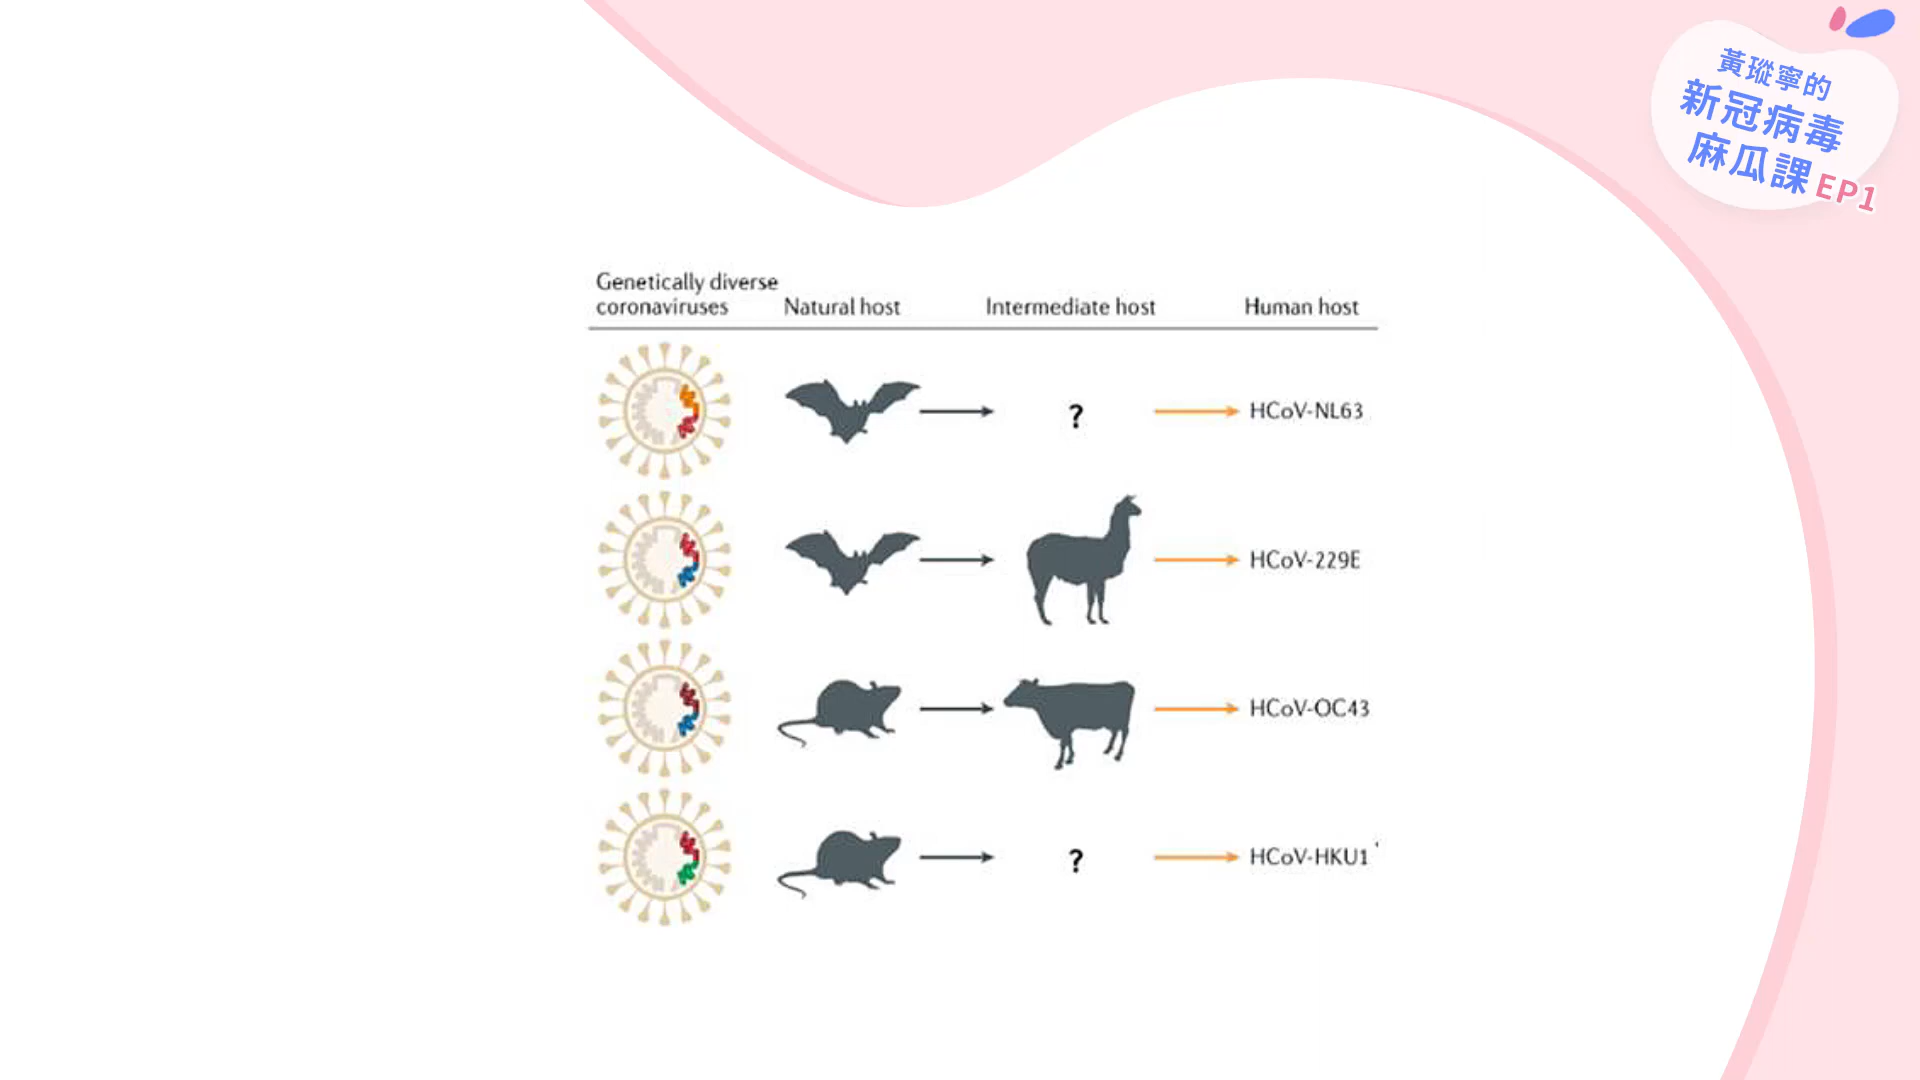 黃瑽寧的
新冠病毒
麻瓜課 EP1
Genetically diverse
coronaviruses Natural host Intermediate host Human host
? HCoV-NL63
HCoV-229E
HCoV-OC43
? HCoV-HKU1